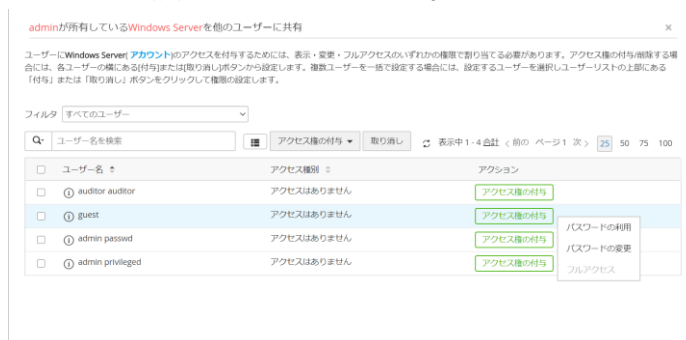 adminが所有しているWindows Serverを他のユーザーに共有
ユーザーにWindows Server( アカウント)のアクセスを付与するためには、表示・変更・フルアクセスのいずれかの権限で割り当てる必要があります。アクセス権の付与/削除する場
合には、各ユーザーの横にある[付与]または[取り消し]ボタンから設定します。複数ユーザーを一括で設定する場合には、設定するユーザーを選択しユーザーリストの上部にある
「付与」または「取り消し」ボタンをクリックして権限の設定します。
フィルタ すべてのユーザー
ユーザー名を検索 アクセス権の付与 取り消し 表示中 1 - 4 合計 前の ページ 1 次 25 50 75 100
ユーザー名 アクセス種別 アクション
auditor auditor アクセスはありません アクセス権の付与
guest アクセスはありません アクセス権の付与
パスワードの利用
admin passwd アクセスはありません アクセス権の付与
パスワードの変更
admin privileged アクセスはありません アクセス権の付与
フルアクセス